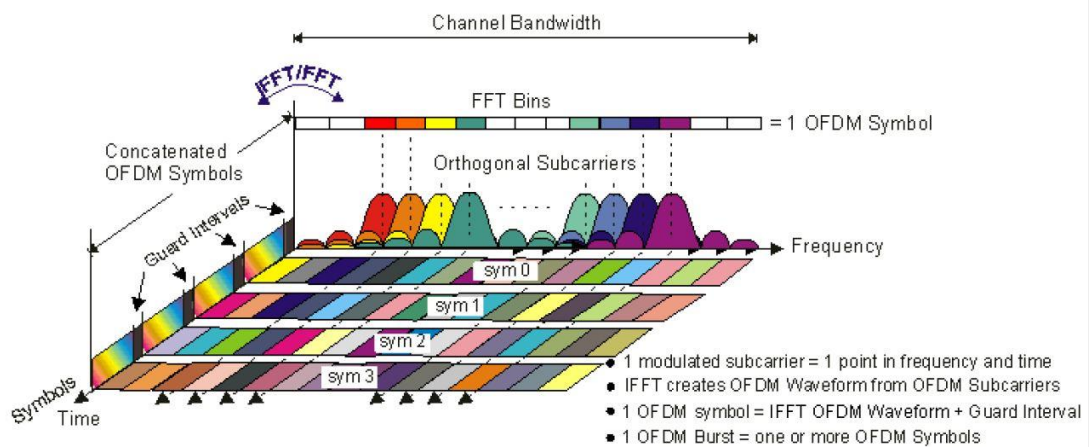 Channel Bandwidth
IFFT/FFT
FFT Bins
= 1 OFDM Symbol
Concatenated
OFDM Symbols
Orthogonal Subcarriers
Guard Intervals
Frequency
sym 0
sym 1
sym 2
sym 3
Symbols
Time
● 1 modulated subcarrier = 1 point in frequency and time
● IFFT creates OFDM Waveform from OFDM Subcarriers
● 1 OFDM symbol = IFFT OFDM Waveform + Guard Interval
● 1 OFDM Burst = one or more OFDM Symbols